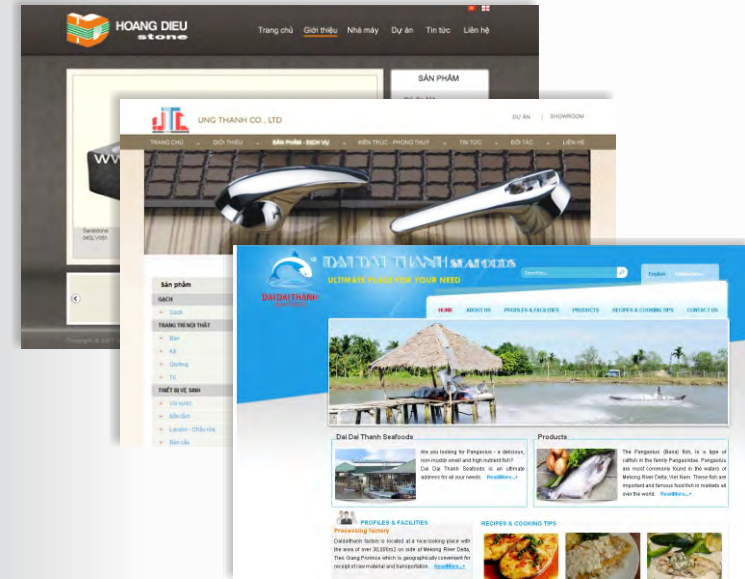 HOANG DIEU
stone
Trang chủ Giới thiệu Nhà máy Dự án Tin tức Liên hệ
SẢN PHẨM
Sandstone
UNG THANH CO., LTD
DỰ ÁN | SHOWROOM
TRANG CHỦ GIỚI THIỆU SẢN PHẨM - DỊCH VỤ KIẾN TRÚC - PHONG THỦY TIN TỨC ĐỐI TÁC LIÊN HỆ
Sản phẩm
GẠCH
Gạch
TRANG TRÍ NỘI THẤT
Bàn
Kệ
Giường
Tủ
THIẾT BỊ VỆ SINH
Vòi nước
Bồn tắm
Lavabo - Chậu rửa
Bàn cầu
DAI DAI THANH SEAFOODS
ULTIMATE PLACE FOR YOUR NEED
DAI DAI THANH
English
HOME ABOUT US PROFILES & FACILITIES PRODUCTS RECIPES & COOKING TIPS CONTACT US
Dai Dai Thanh Seafoods
Are you looking for Pangasius - a delicious,
non-muddy smell and high nutrient fish?
Dai Dai Thanh Seafoods is an ultimate
address for all your needs. ReadMore...+
Products
The Pangasius (Basa) fish, is a type of
catfish in the family Pangasiidae. Pangasius
are most commonly found in the waters of
Mekong River Delta, Viet Nam. These fish are
important and famous food fish in markets all
over the world. ReadMore...+
PROFILES & FACILITIES
Processing factory
Daidaithanh factory is located at a nice looking place with
the area of over 30,000m2 on side of Mekong River Delta,
Tien Giang Province which is geographically convenient for
receipt of raw material and transportation. ReadMore...+
RECIPES & COOKING TIPS